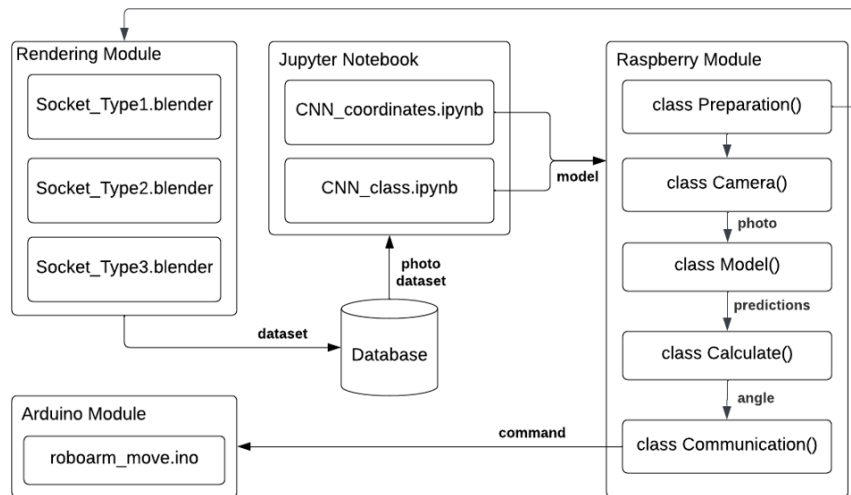 Rendering Module
Socket_Type1.blender
Socket_Type2.blender
Socket_Type3.blender
Jupyter Notebook
CNN_coordinates.ipynb
CNN_class.ipynb
model
photo
dataset
dataset
Database
Raspberry Module
class Preparation()
class Camera()
photo
class Model()
predictions
class Calculate()
angle
class Communication()
command
Arduino Module
roboarm_move.ino